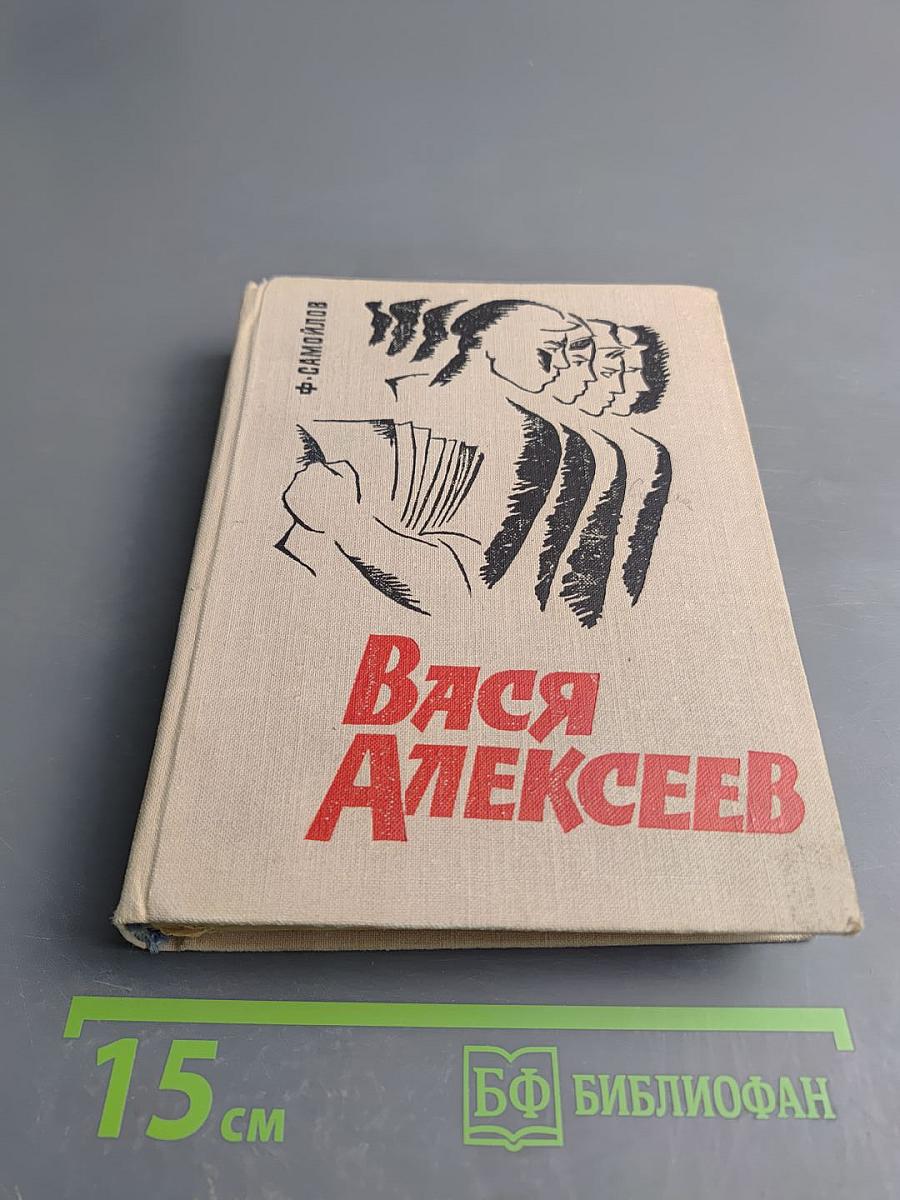 Ф. САМОЙЛОВ
ВАСЯ
АЛЕКСЕЕВ
15 СМ
БФ БИБЛИОФАН